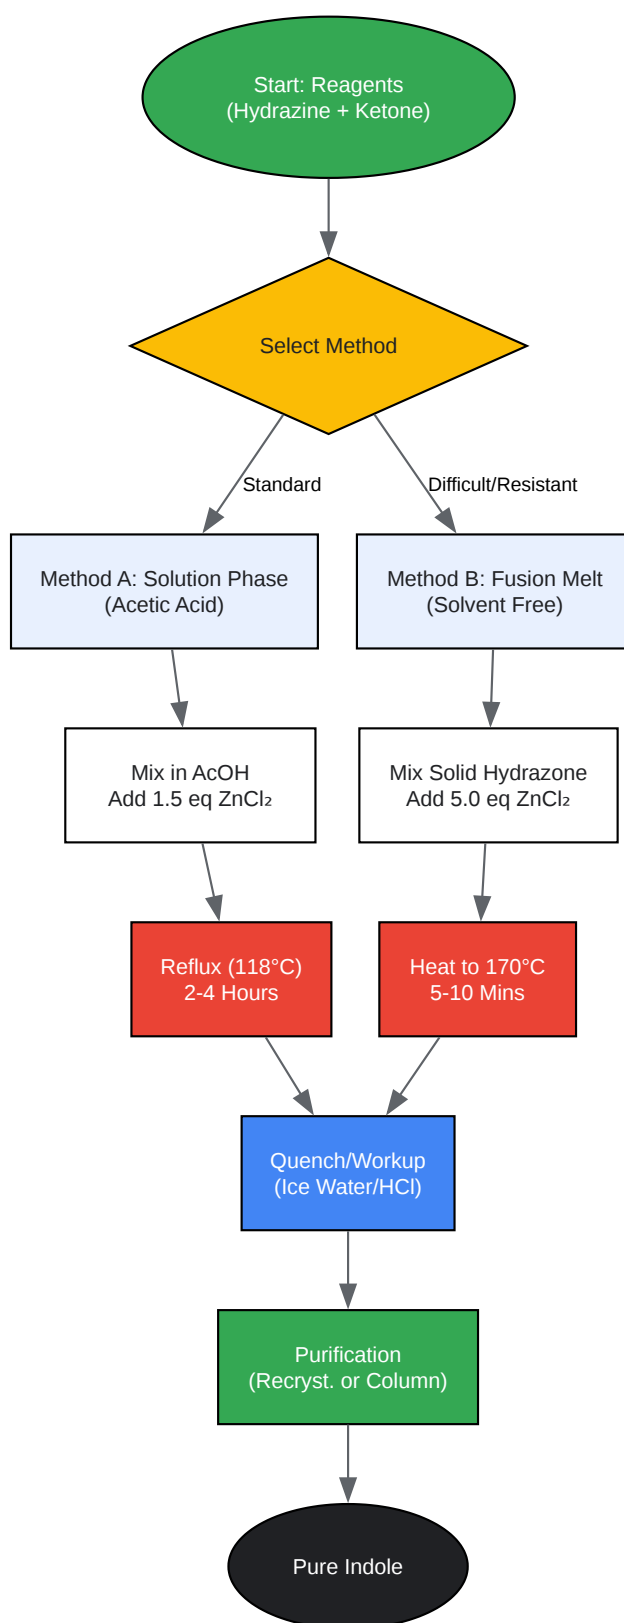 Start: Reagents
(Hydrazine + Ketone)
Select Method
Standard
Difficult/Resistant
Method A: Solution Phase
(Acetic Acid)
Method B: Fusion Melt
(Solvent Free)
Mix in AcOH
Add 1.5 eq ZnCl₂
Mix Solid Hydrazone
Add 5.0 eq ZnCl₂
Reflux (118°C)
2-4 Hours
Heat to 170°C
5-10 Mins
Quench/Workup
(Ice Water/HCl)
Purification
(Recryst. or Column)
Pure Indole